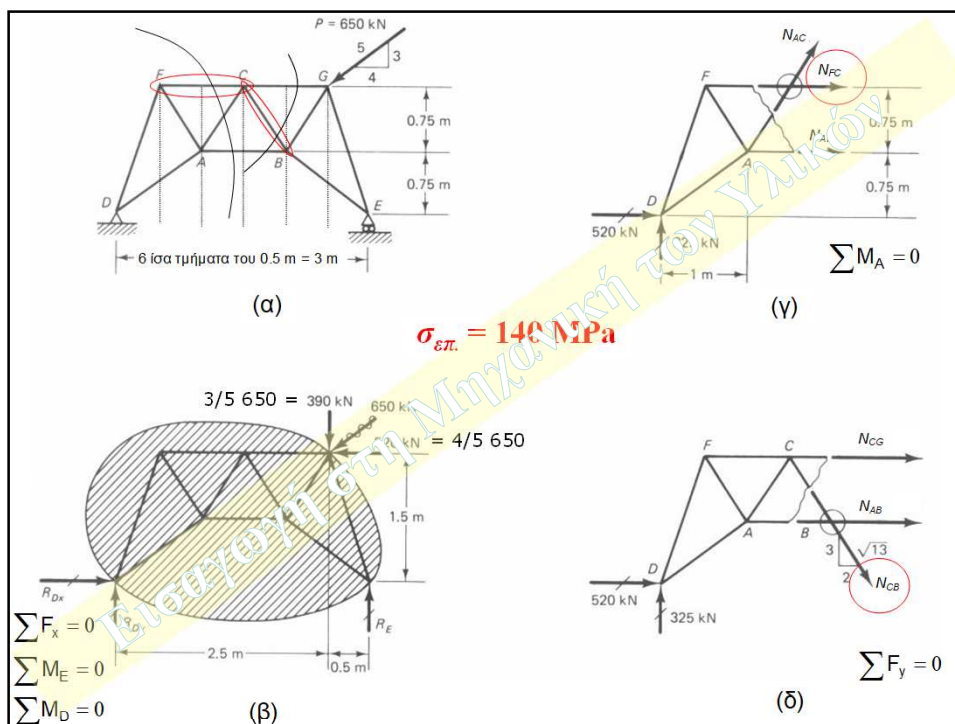 P = 650 kN
5
3
4
F
C
G
0.75 m
A
B
0.75 m
D
E
6 ίσα τμήματα του 0.5 m = 3 m
(α)
N_AC
N_FC
F
0.75 m
A
0.75 m
D
520 kN
1 m
∑M_A = 0
(γ)
σ_επ. = 140 MPa
3/5 650 = 390 kN
650 kN
= 4/5 650
1.5 m
R_Dx
R_E
2.5 m
0.5 m
∑F_x = 0
∑M_E = 0
∑M_D = 0
(β)
F
C
N_CG
N_AB
A
B
3
√13
2
N_CB
D
520 kN
325 kN
∑F_y = 0
(δ)
Εισαγωγή στη Μηχανική των Υλικών